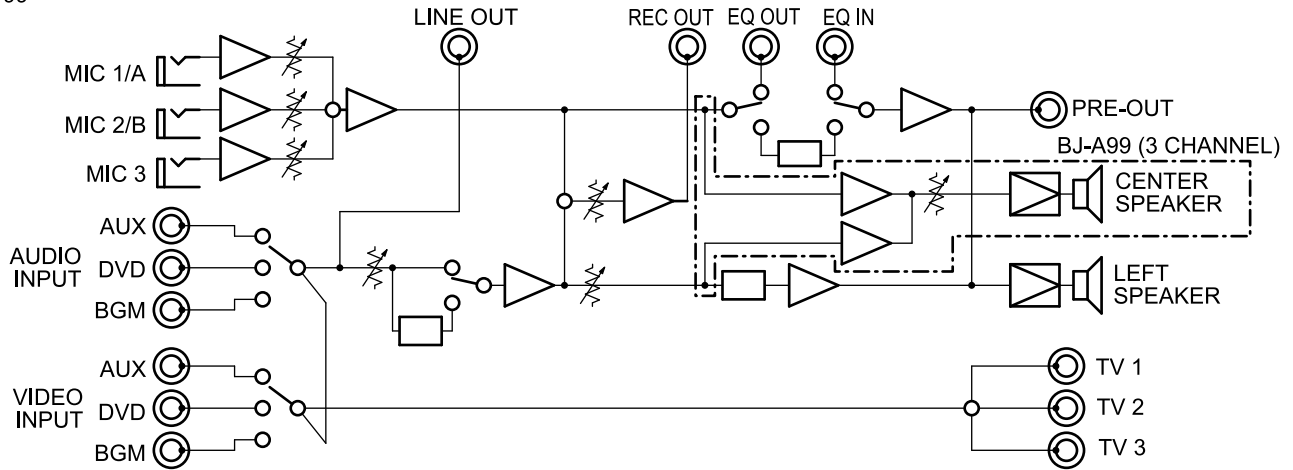 LINE OUT
REC OUT
EQ OUT
EQ IN
MIC 1/A
MIC 2/B
MIC 3
PRE-OUT
BJ-A99 (3 CHANNEL)
CENTER
SPEAKER
LEFT
SPEAKER
AUDIO
INPUT
AUX
DVD
BGM
VIDEO
INPUT
AUX
DVD
BGM
TV 1
TV 2
TV 3